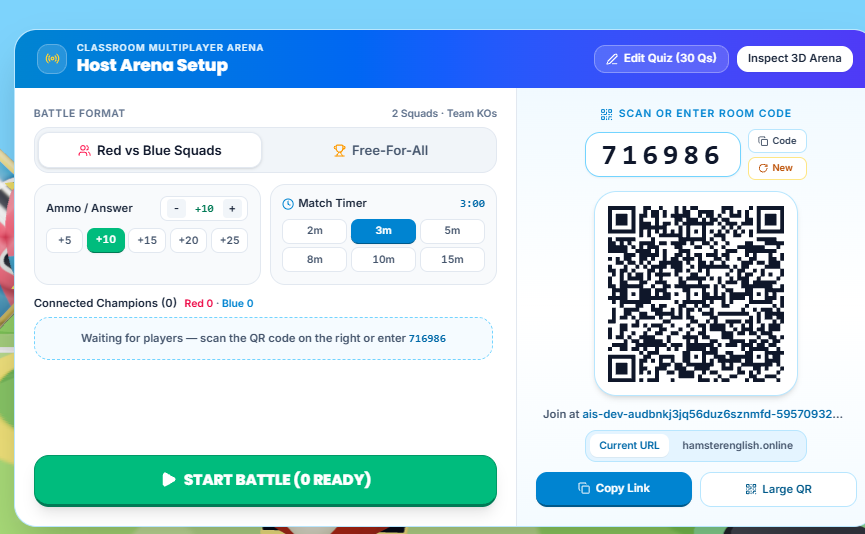 CLASSROOM MULTIPLAYER ARENA
Host Arena Setup
Edit Quiz (30 Qs)
Inspect 3D Arena
BATTLE FORMAT
2 Squads · Team KOs
Red vs Blue Squads
Free-For-All
Ammo / Answer
- +10 +
+5 +10 +15 +20 +25
Match Timer
3:00
2m 3m 5m
8m 10m 15m
Connected Champions (0) Red 0 · Blue 0
Waiting for players — scan the QR code on the right or enter 716986
START BATTLE (0 READY)
SCAN OR ENTER ROOM CODE
716986
Code
New
Join at ais-dev-audbnkj3jq56duz6sznmfd-59570932...
Current URL
hamsterenglish.online
Copy Link
Large QR